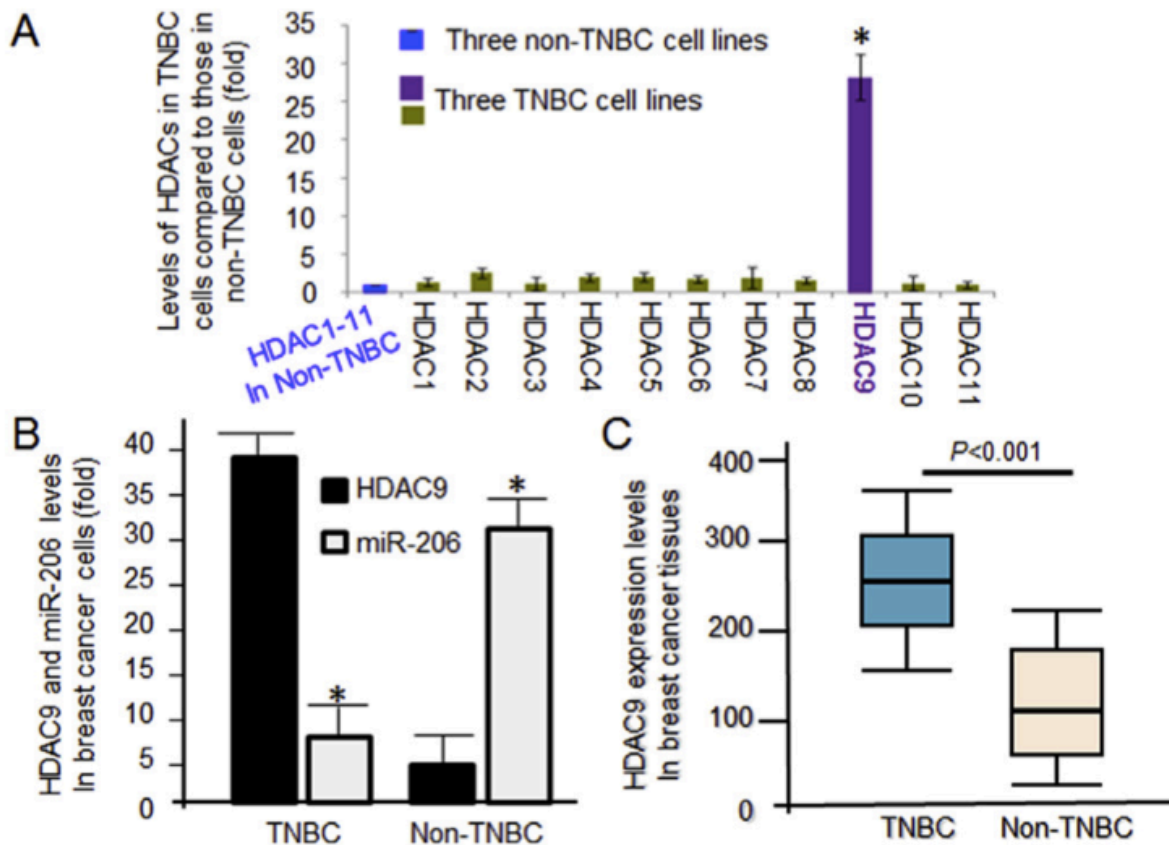 A
Levels of HDACs in TNBC
cells compared to those in
non-TNBC cells (fold)
35
30
25
20
15
10
5
0
Three non-TNBC cell lines
Three TNBC cell lines
*
HDAC1-11
In Non-TNBC
HDAC1
HDAC2
HDAC3
HDAC4
HDAC5
HDAC6
HDAC7
HDAC8
HDAC9
HDAC10
HDAC11
B
HDAC9 and miR-206 levels
In breast cancer cells (fold)
40
35
30
25
20
15
10
5
0
HDAC9
miR-206
*
*
TNBC
Non-TNBC
C
HDAC9 expression levels
In breast cancer tissues
400
300
200
100
0
P<0.001
TNBC
Non-TNBC